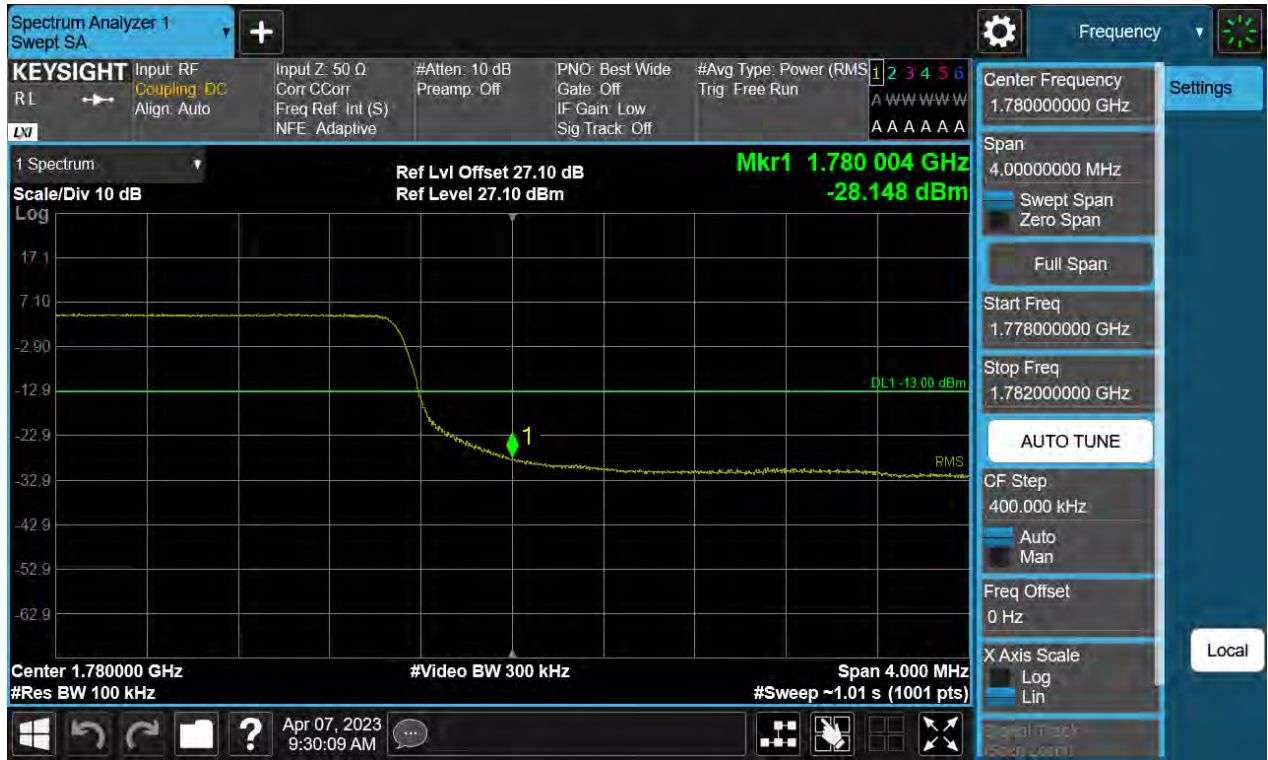 Spectrum Analyzer 1
Swept SA
Frequency
KEYSIGHT
RL
LXI
Input: RF
Coupling: DC
Align: Auto
Input Z: 50 Ω
Corr CCorr
Freq Ref: Int (S)
NFE: Adaptive
#Atten: 10 dB
Preamp: Off
PNO: Best Wide
Gate: Off
IF Gain: Low
Sig Track: Off
#Avg Type: Power (RMS
Trig: Free Run
1 2 3 4 5 6
A W W W W W
A A A A A A
1 Spectrum
Scale/Div 10 dB
Ref Lvl Offset 27.10 dB
Ref Level 27.10 dBm
Mkr1 1.780 004 GHz
-28.148 dBm
Log
17.1
7.10
-2.90
-12.9
-22.9
-32.9
-42.9
-52.9
-62.9
DL1 -13.00 dBm
1
RMS
Center 1.780000 GHz
#Video BW 300 kHz
Span 4.000 MHz
#Res BW 100 kHz
#Sweep ~1.01 s (1001 pts)
Center Frequency
1.780000000 GHz
Settings
Span
4.00000000 MHz
Swept Span
Zero Span
Full Span
Start Freq
1.778000000 GHz
Stop Freq
1.782000000 GHz
AUTO TUNE
CF Step
400.000 kHz
Auto
Man
Freq Offset
0 Hz
X Axis Scale
Log
Lin
Local
Signal Track
(Span Zoom)
?
Apr 07, 2023
9:30:09 AM